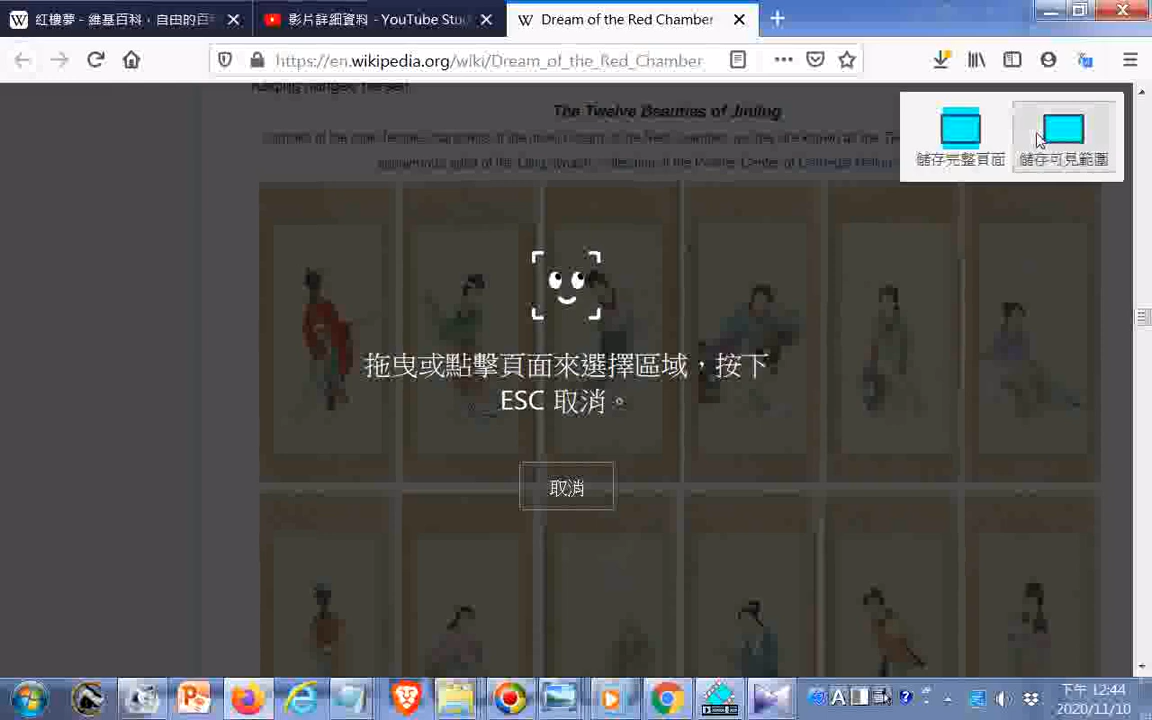 紅樓夢 - 維基百科，自由的百科
影片詳細資料 - YouTube Stu
Dream of the Red Chamber
https://en.wikipedia.org/wiki/Dream_of_the_Red_Chamber
The Twelve Beauties of Jinling
儲存完整頁面
儲存可見範圍
拖曳或點擊頁面來選擇區域，按下
ESC 取消。
取消
下午 12:44
2020/11/10